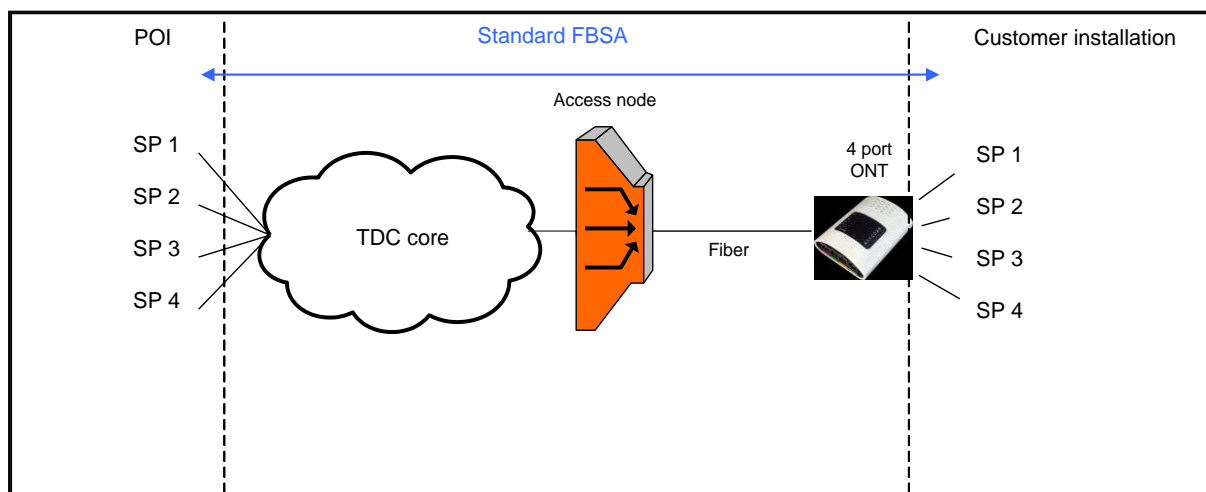 POI
Standard FBSA
Customer installation
Access node
SP 1
SP 2
SP 3
SP 4
TDC core
Fiber
4 port
ONT
SP 1
SP 2
SP 3
SP 4